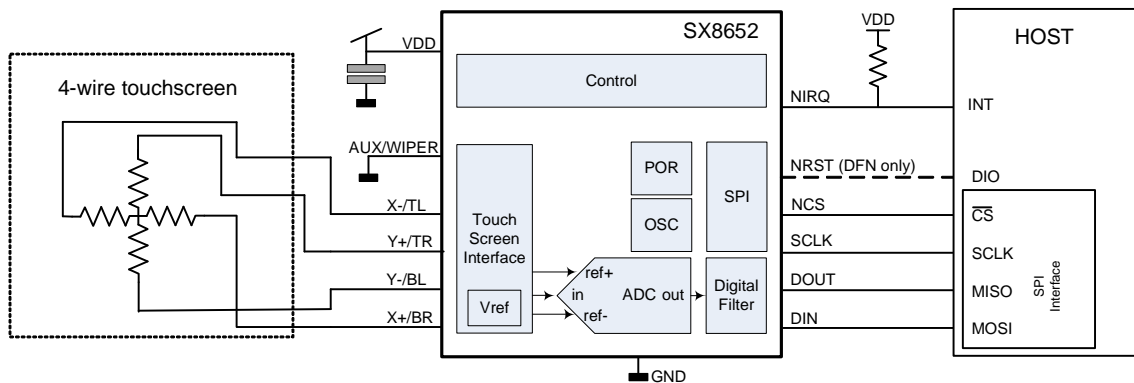 SX8652
VDD
HOST
VDD
Control
4-wire touchscreen
NIRQ
INT
AUX/WIPER
NRST (DFN only)
DIO
POR
SPI
X-/TL
NCS
CS
Touch
Screen
Interface
OSC
Y+/TR
SCLK
SCLK
ref+
Y-/BL
DOUT
MISO
in
ADC out
Digital
Filter
SPI
Interface
Vref
ref-
X+/BR
DIN
MOSI
GND